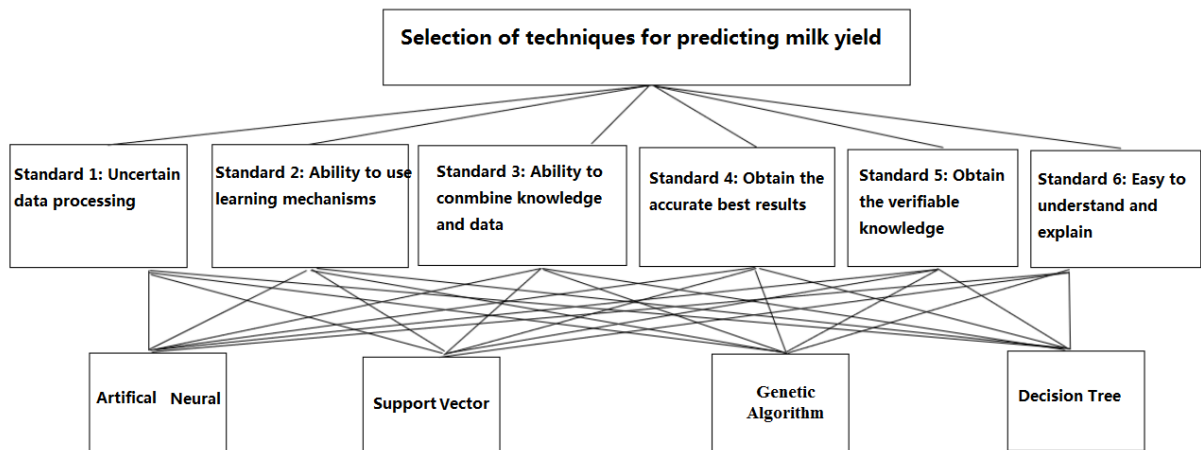 Selection of techniques for predicting milk yield
Standard 1: Uncertain
data processing
Standard 2: Ability to use
learning mechanisms
Standard 3: Ability to
conmbine knowledge
and data
Standard 4: Obtain the
accurate best results
Standard 5: Obtain
the verifiable
knowledge
Standard 6: Easy to
understand and
explain
Artifical Neural
Support Vector
Genetic
Algorithm
Decision Tree